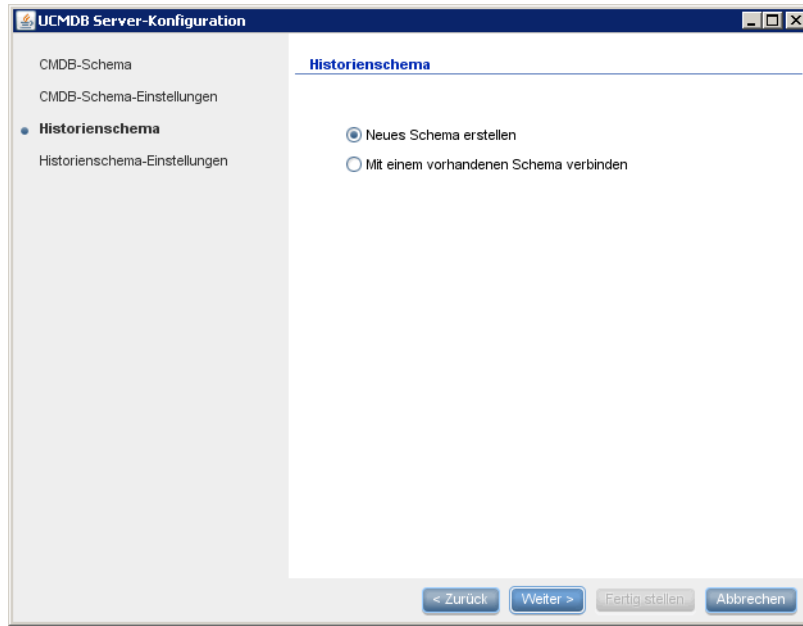 UCMDB Server-Konfiguration
CMDB-Schema
CMDB-Schema-Einstellungen
Historienschema
Historienschema-Einstellungen
Historienschema
Neues Schema erstellen
Mit einem vorhandenen Schema verbinden
< Zurück
Weiter >
Fertig stellen
Abbrechen